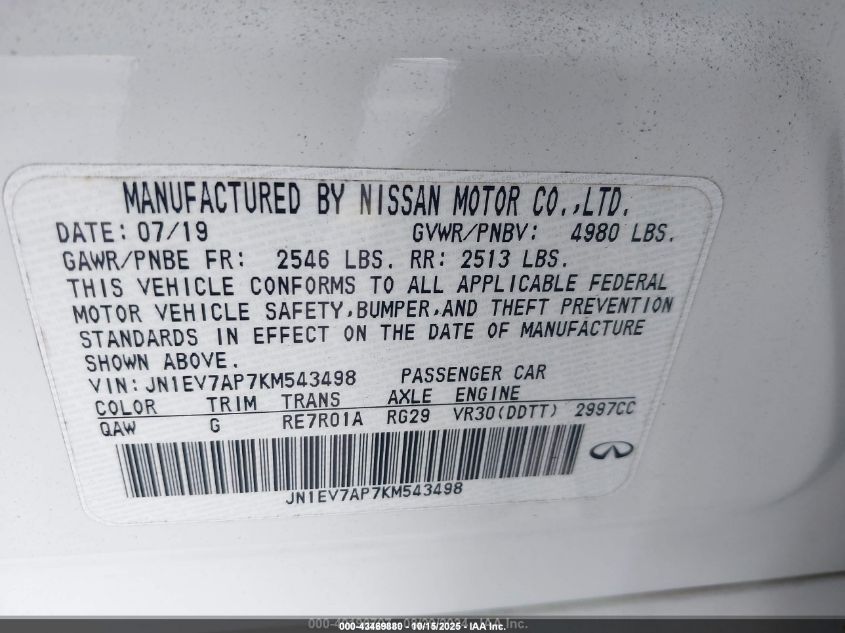 MANUFACTURED BY NISSAN MOTOR CO.,LTD.
DATE: 07/19 GVWR/PNBV: 4980 LBS.
GAWR/PNBE FR: 2546 LBS. RR: 2513 LBS.
THIS VEHICLE CONFORMS TO ALL APPLICABLE FEDERAL
MOTOR VEHICLE SAFETY,BUMPER,AND THEFT PREVENTION
STANDARDS IN EFFECT ON THE DATE OF MANUFACTURE
SHOWN ABOVE.
VIN: JN1EV7AP7KM543498 PASSENGER CAR
COLOR TRIM TRANS AXLE ENGINE
QAW G RE7R01A RG29 VR30(DDTT) 2997CC
JN1EV7AP7KM543498
43469880 - 10/15/2025 - IAA Inc.